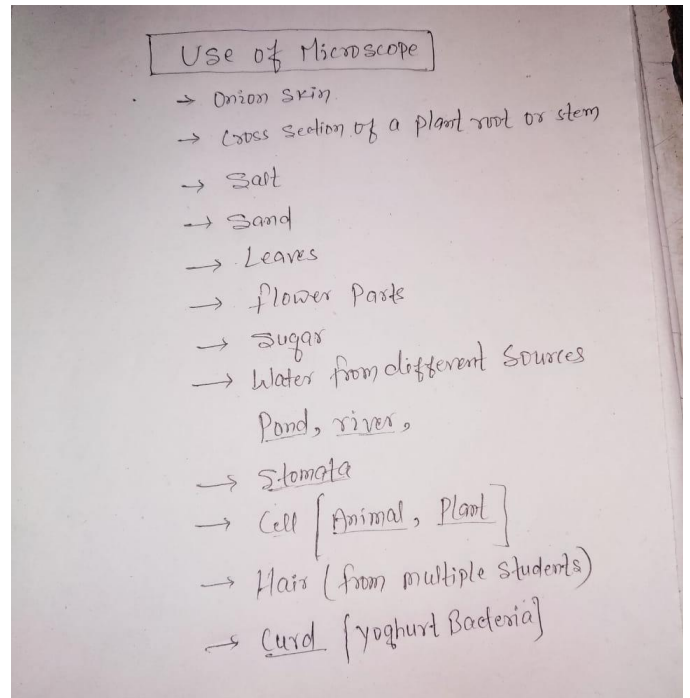 Use of Microscope
→ Onion Skin
→ Cross Section of a plant root or stem
→ Salt
→ Sand
→ Leaves
→ flower Parts
→ Sugar
→ Water from different Sources
Pond, river,
→ Stomata
→ Cell [Animal, Plant]
→ Hair (from multiple Students)
→ Curd [yoghurt Bacteria]